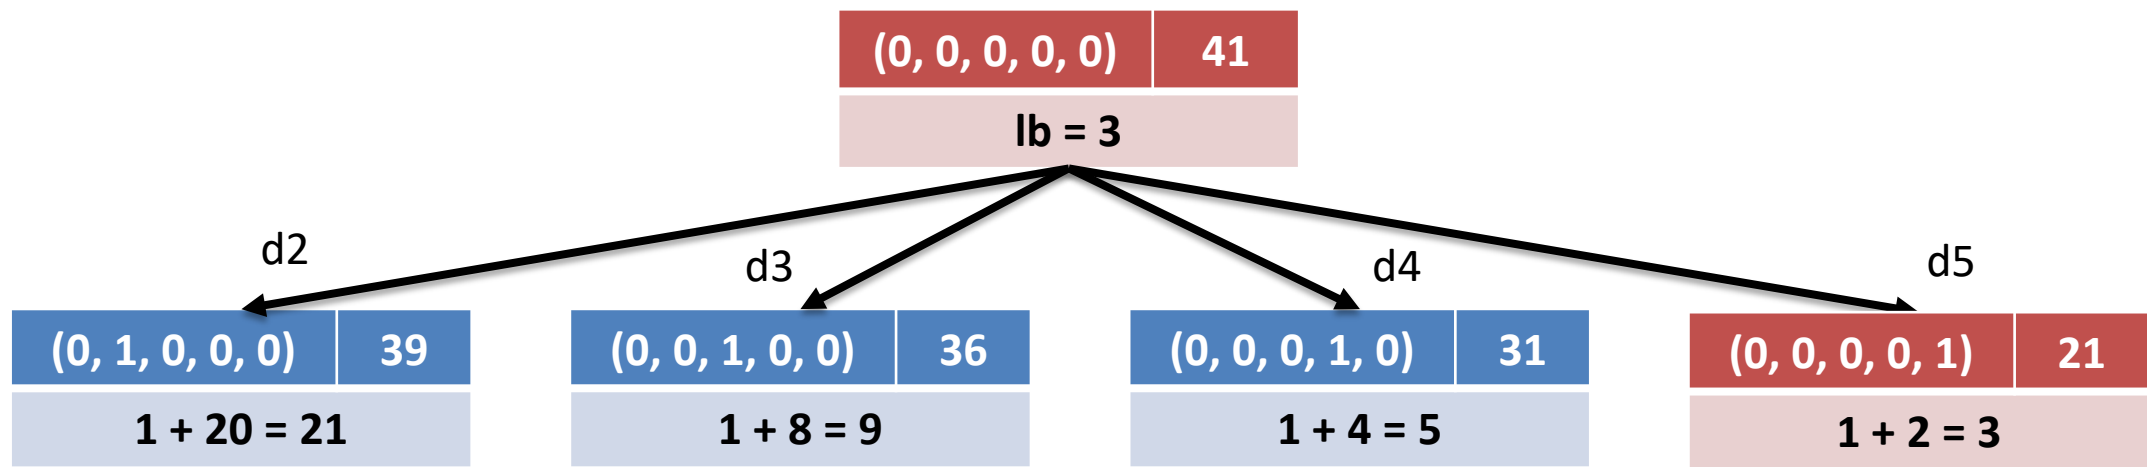 (0, 0, 0, 0, 0) 41
lb = 3
d2 d3 d4 d5
(0, 1, 0, 0, 0) 39 (0, 0, 1, 0, 0) 36 (0, 0, 0, 1, 0) 31 (0, 0, 0, 0, 1) 21
1 + 20 = 21 1 + 8 = 9 1 + 4 = 5 1 + 2 = 3